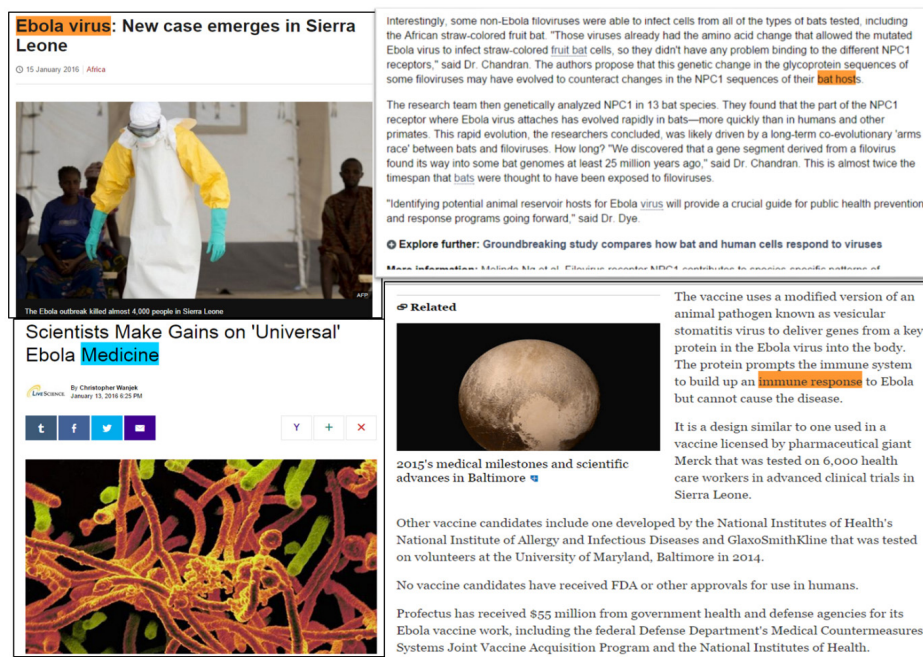 Ebola virus: New case emerges in Sierra
Leone
15 January 2016 | Africa
AFP
The Ebola outbreak killed almost 4,000 people in Sierra Leone
Interestingly, some non-Ebola filoviruses were able to infect cells from all of the types of bats tested, including
the African straw-colored fruit bat. "Those viruses already had the amino acid change that allowed the mutated
Ebola virus to infect straw-colored fruit bat cells, so they didn't have any problem binding to the different NPC1
receptors," said Dr. Chandran. The authors propose that this genetic change in the glycoprotein sequences of
some filoviruses may have evolved to counteract changes in the NPC1 sequences of their bat hosts.
The research team then genetically analyzed NPC1 in 13 bat species. They found that the part of the NPC1
receptor where Ebola virus attaches has evolved rapidly in bats—more quickly than in humans and other
primates. This rapid evolution, the researchers concluded, was likely driven by a long-term co-evolutionary 'arms
race' between bats and filoviruses. How long? "We discovered that a gene segment derived from a filovirus
found its way into some bat genomes at least 25 million years ago," said Dr. Chandran. This is almost twice the
timespan that bats were thought to have been exposed to filoviruses.
"Identifying potential animal reservoir hosts for Ebola virus will provide a crucial guide for public health prevention
and response programs going forward," said Dr. Dye.
Explore further: Groundbreaking study compares how bat and human cells respond to viruses
More information: Melinda Ng et al. Filovirus receptor NPC1 contributes to species-specific patterns of
Scientists Make Gains on 'Universal'
Ebola Medicine
LIVESCIENCE
By Christopher Wanjek
January 13, 2016 6:25 PM
t f Y + ×
Related
2015's medical milestones and scientific
advances in Baltimore
The vaccine uses a modified version of an
animal pathogen known as vesicular
stomatitis virus to deliver genes from a key
protein in the Ebola virus into the body.
The protein prompts the immune system
to build up an immune response to Ebola
but cannot cause the disease.
It is a design similar to one used in a
vaccine licensed by pharmaceutical giant
Merck that was tested on 6,000 health
care workers in advanced clinical trials in
Sierra Leone.
Other vaccine candidates include one developed by the National Institutes of Health's
National Institute of Allergy and Infectious Diseases and GlaxoSmithKline that was tested
on volunteers at the University of Maryland, Baltimore in 2014.
No vaccine candidates have received FDA or other approvals for use in humans.
Profectus has received $55 million from government health and defense agencies for its
Ebola vaccine work, including the federal Defense Department's Medical Countermeasures
Systems Joint Vaccine Acquisition Program and the National Institutes of Health.